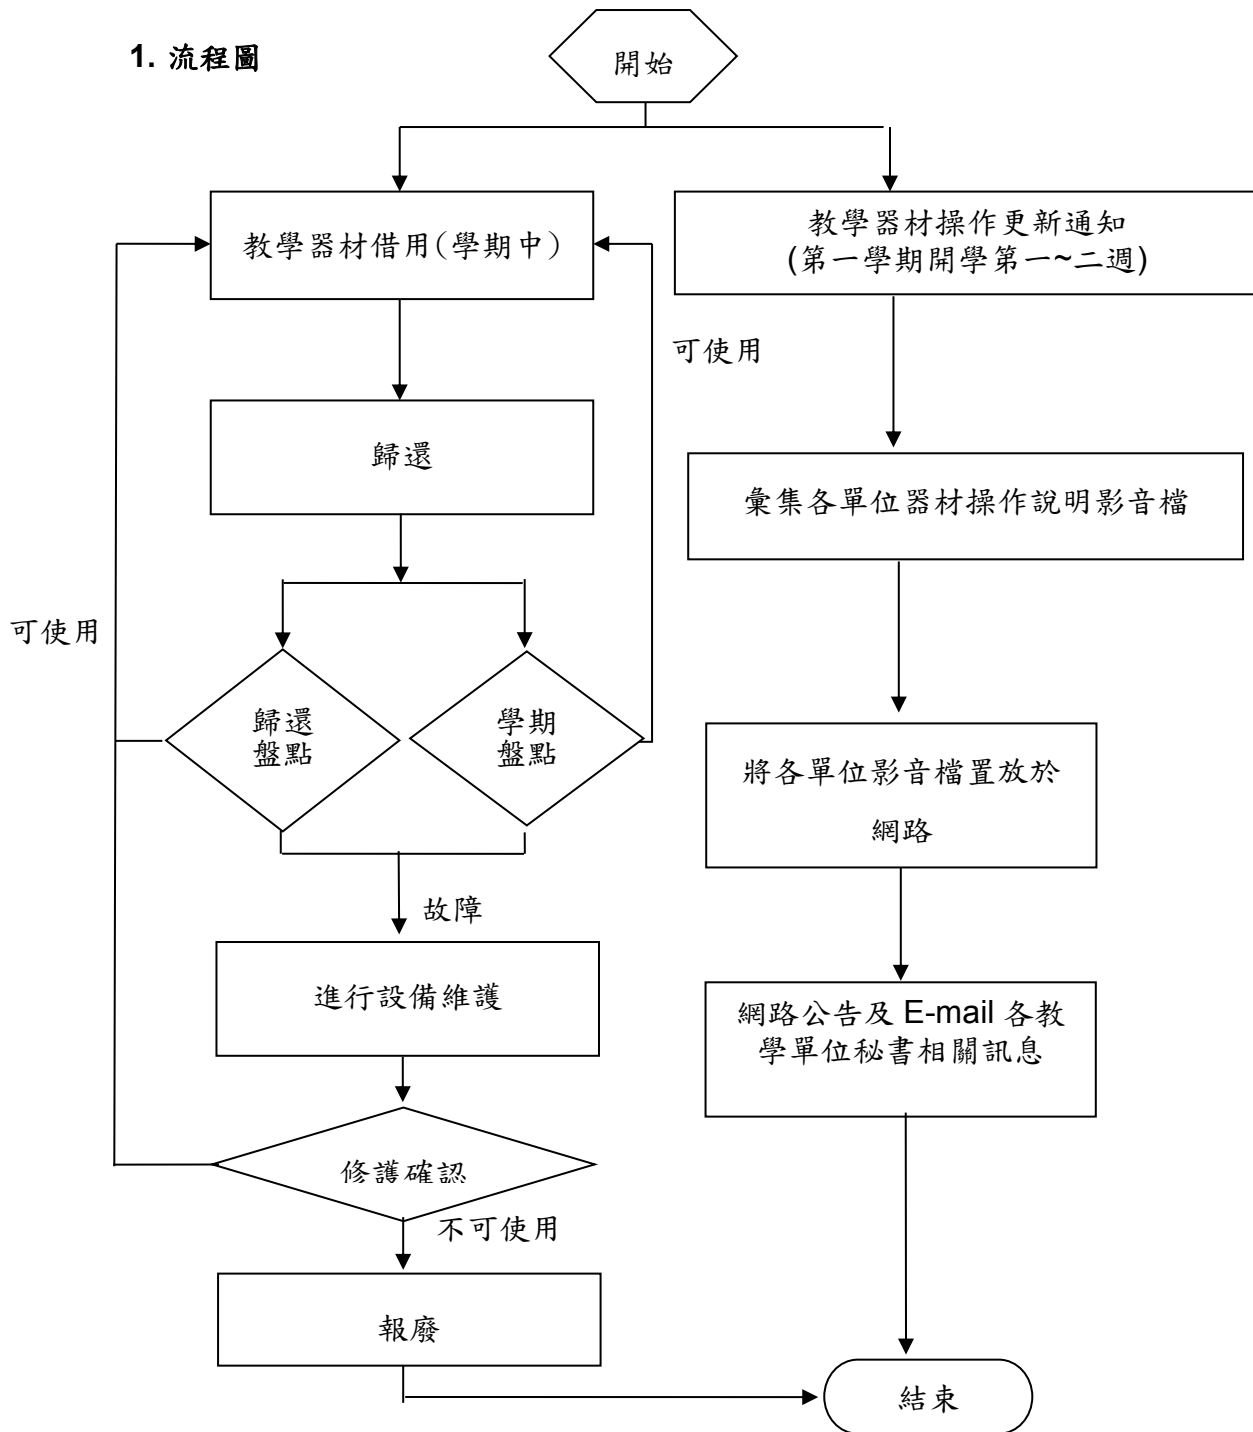 1. 流程圖
開始
教學器材借用(學期中)
歸還
可使用
歸還
盤點
學期
盤點
可使用
故障
進行設備維護
修護確認
不可使用
報廢
教學器材操作更新通知
(第一學期開學第一~二週)
彙集各單位器材操作說明影音檔
將各單位影音檔置放於
網路
網路公告及 E-mail 各教
學單位秘書相關訊息
結束